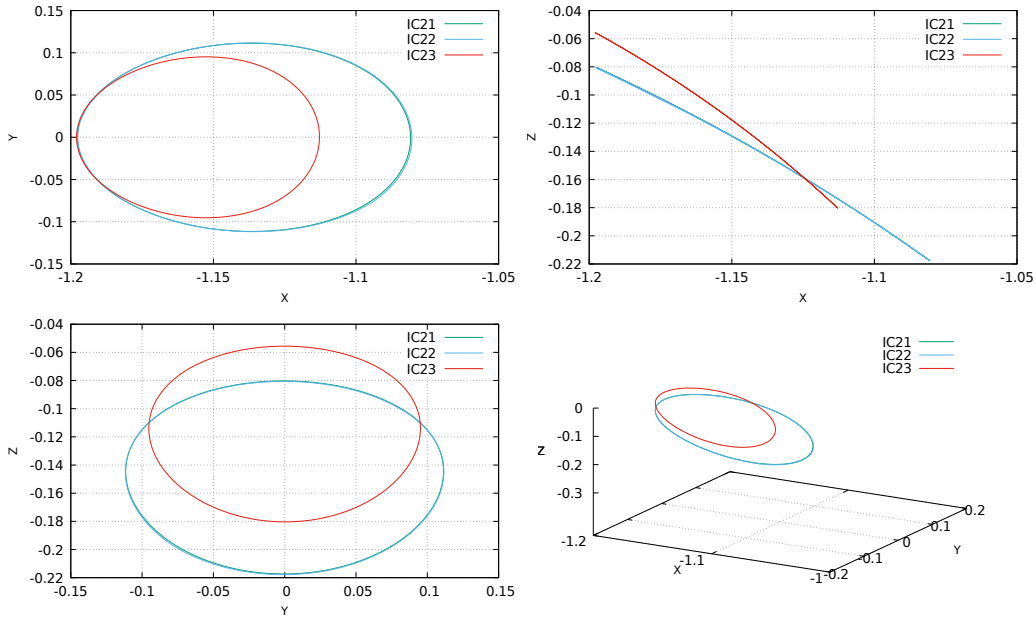 0.15
0.1
0.05
0
-0.05
-0.1
-0.15
-1.2
-1.15
-1.1
-1.05
X
Y
IC21
IC22
IC23
-0.04
-0.06
-0.08
-0.1
-0.12
-0.14
-0.16
-0.18
-0.2
-0.22
-1.2
-1.15
-1.1
-1.05
X
Z
IC21
IC22
IC23
-0.04
-0.06
-0.08
-0.1
-0.12
-0.14
-0.16
-0.18
-0.2
-0.22
-0.15
-0.1
-0.05
0
0.05
0.1
0.15
Y
Z
IC21
IC22
IC23
IC21
IC22
IC23
0
-0.1
-0.2
-0.3
Z
-1.2
-1.1
-1
X
-0.2
-0.1
0
0.1
0.2
Y